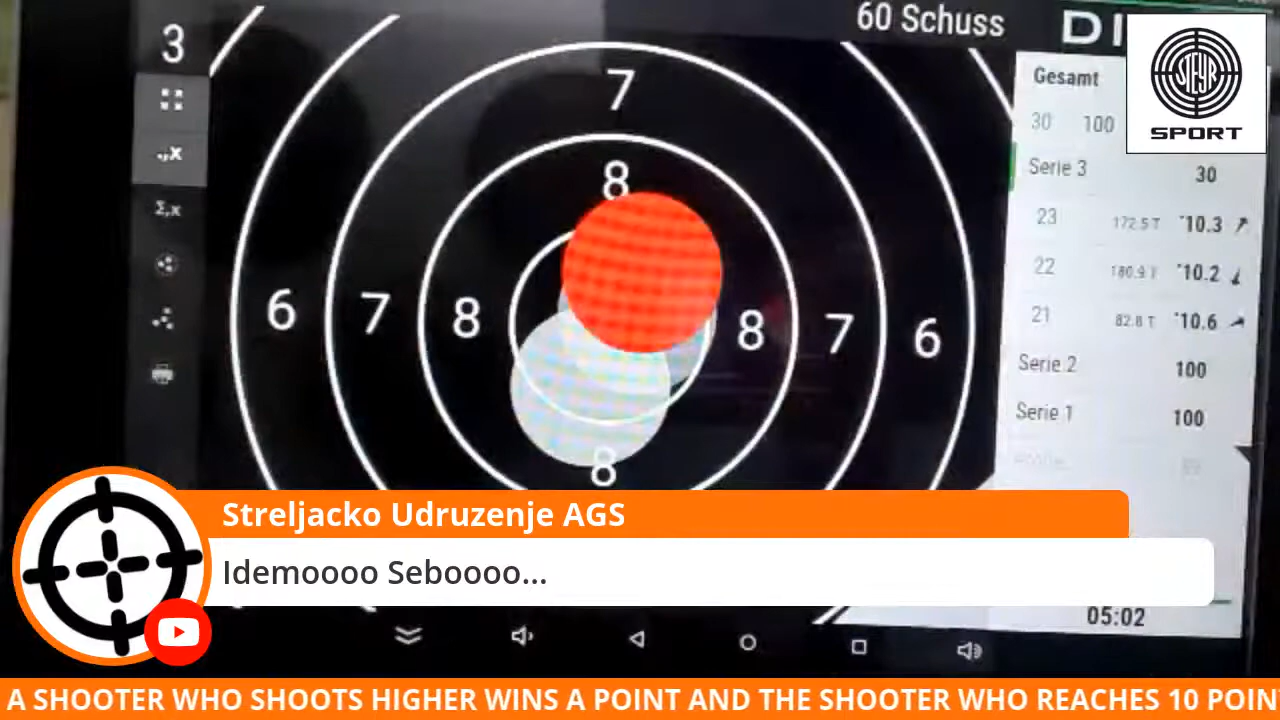 3
60 Schuss
DI
STEYR
SPORT
Gesamt
30 100
Serie 3 30
23 172.5 T *10.3
22 180.9 T *10.2
21 82.8 T *10.6
Serie 2 100
Serie 1 100
.,x
Σ,x
7
8
6 7 8 8 7 6
8
05:02
Streljacko Udruzenje AGS
Idemoooo Seboooo...
A SHOOTER WHO SHOOTS HIGHER WINS A POINT AND THE SHOOTER WHO REACHES 10 POIN